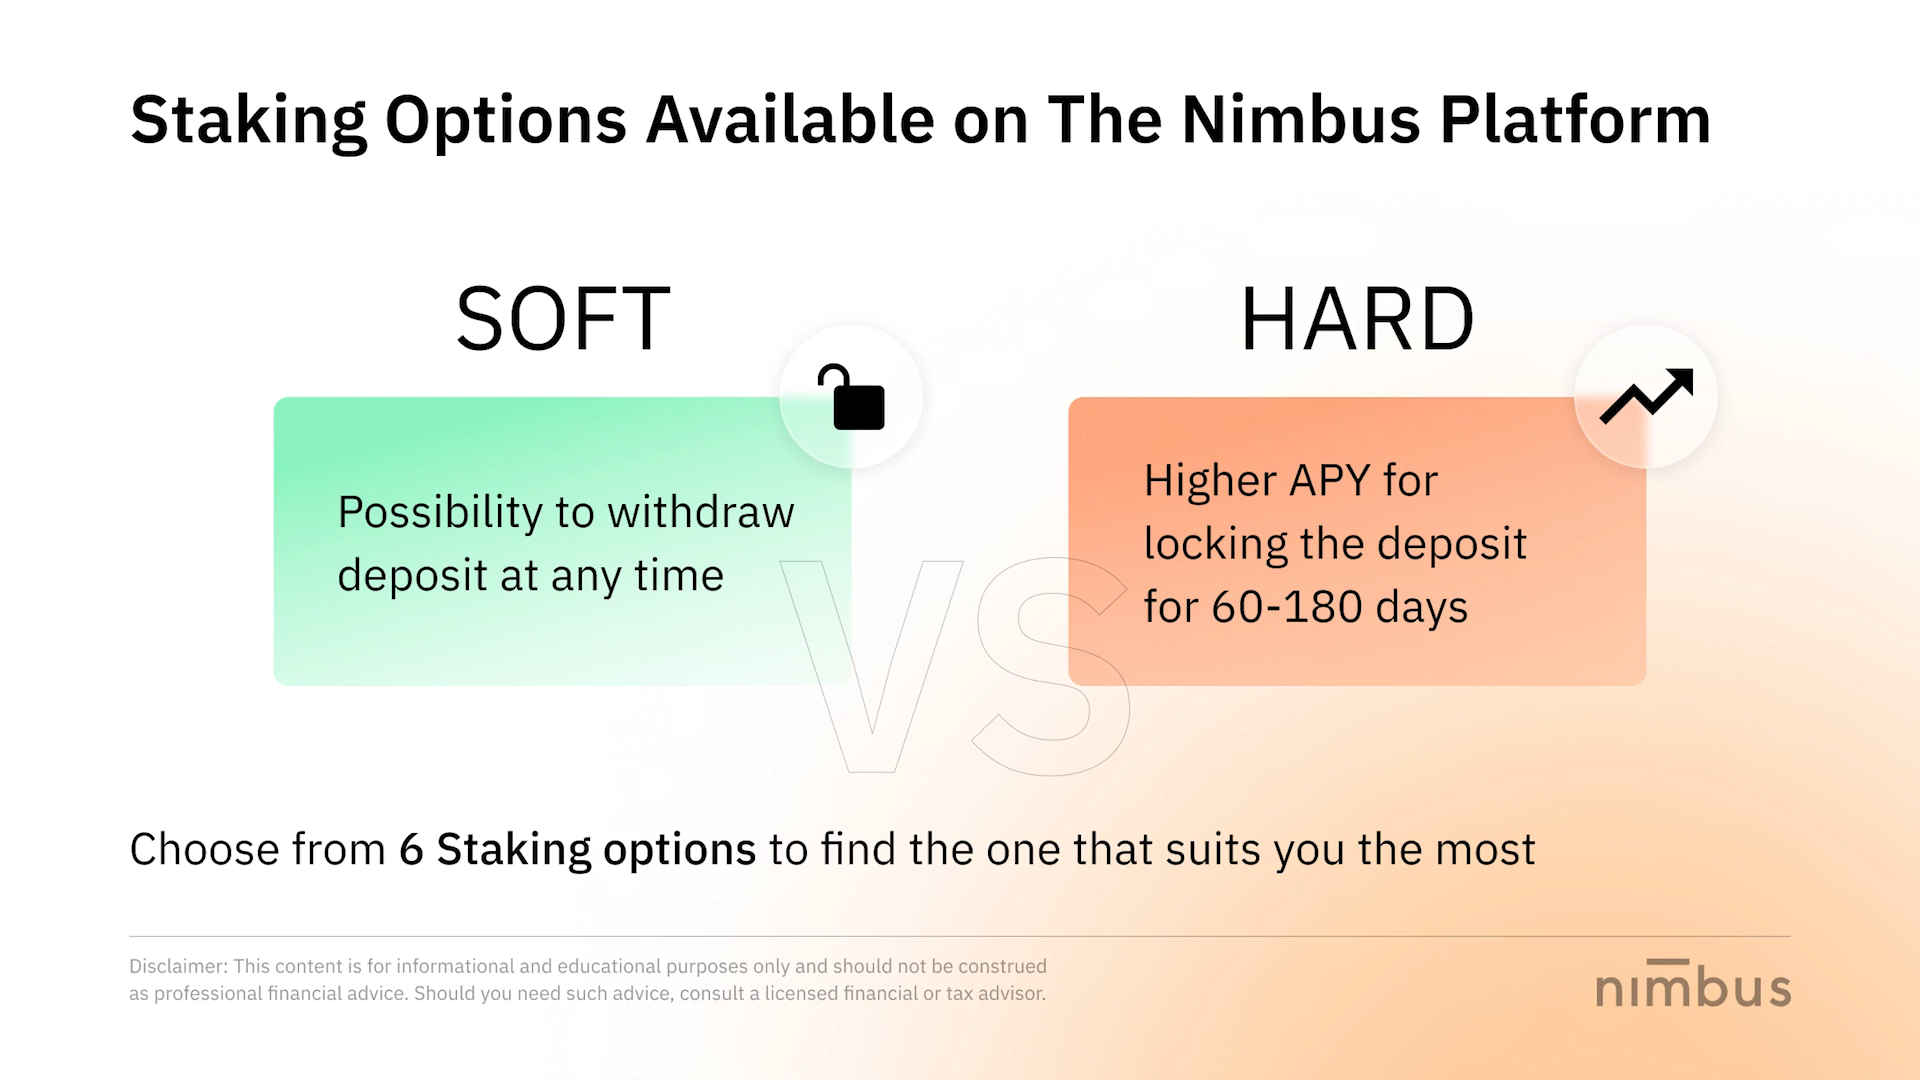 Staking Options Available on The Nimbus Platform
SOFT
Possibility to withdraw
deposit at any time
VS
HARD
Higher APY for
locking the deposit
for 60-180 days
Choose from 6 Staking options to find the one that suits you the most
Disclaimer: This content is for informational and educational purposes only and should not be construed
as professional financial advice. Should you need such advice, consult a licensed financial or tax advisor.
nimbus